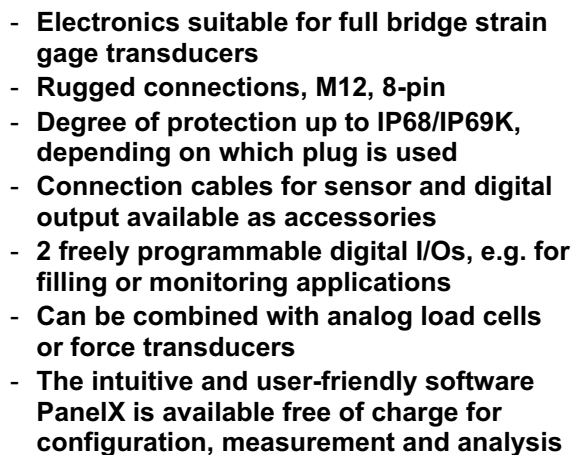 - Electronics suitable for full bridge strain
gage transducers
- Rugged connections, M12, 8-pin
- Degree of protection up to IP68/IP69K,
depending on which plug is used
- Connection cables for sensor and digital
output available as accessories
- 2 freely programmable digital I/Os, e.g. for
filling or monitoring applications
- Can be combined with analog load cells
or force transducers
- The intuitive and user-friendly software
PanelX is available free of charge for
configuration, measurement and analysis